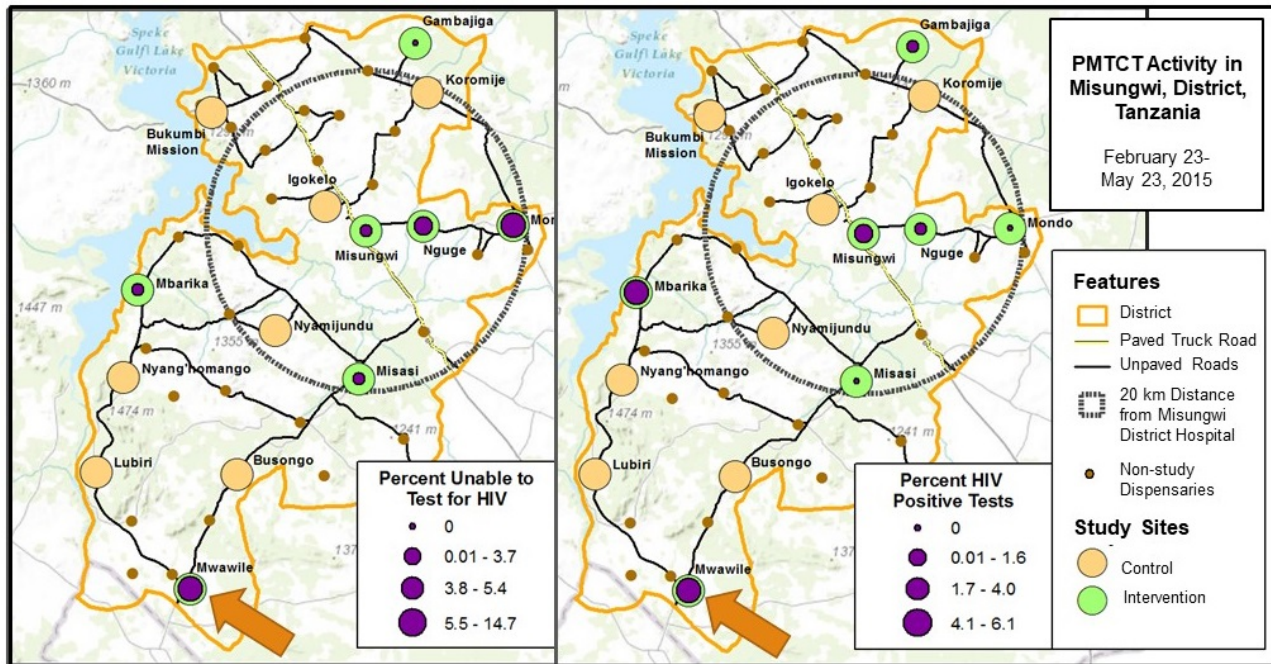 Speke
Gulf/ Lake
Victoria
1360 m
Gambajiga
Koromije
Bukumbi
Mission
Igokelo
Mon
Misungwi
Nguge
Mbarika
1447 m
Nyamijundu
1355 m
Nyang'homango
Misasi
1474 m
1241 m
Lubiri
Busongo
Mwawile
Percent Unable to
Test for HIV
0
0.01 - 3.7
3.8 - 5.4
5.5 - 14.7
Speke
Gulf/ Lake
Victoria
1360 m
Gambajiga
Koromije
Bukumbi
Mission
Igokelo
Mondo
Misungwi
Nguge
Mbarika
1447 m
Nyamijundu
1355 m
Nyang'homango
Misasi
1474 m
1241 m
Lubiri
Busongo
Mwawile
Percent HIV
Positive Tests
0
0.01 - 1.6
1.7 - 4.0
4.1 - 6.1
PMTCT Activity in
Misungwi, District,
Tanzania
February 23-
May 23, 2015
Features
District
Paved Truck Road
Unpaved Roads
20 km Distance
from Misungwi
District Hospital
Non-study
Dispensaries
Study Sites
Control
Intervention